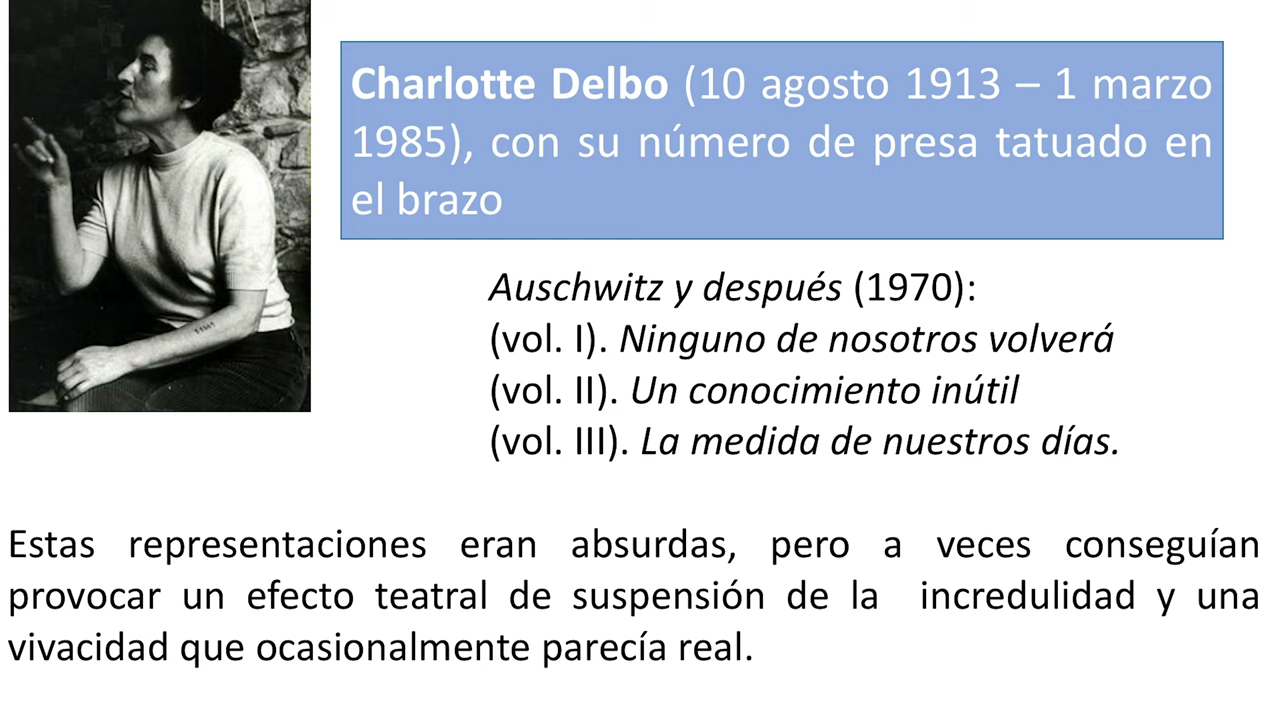 Charlotte Delbo (10 agosto 1913 – 1 marzo
1985), con su número de presa tatuado en
el brazo
Auschwitz y después (1970):
(vol. I). Ninguno de nosotros volverá
(vol. II). Un conocimiento inútil
(vol. III). La medida de nuestros días.
Estas representaciones eran absurdas, pero a veces conseguían
provocar un efecto teatral de suspensión de la incredulidad y una
vivacidad que ocasionalmente parecía real.